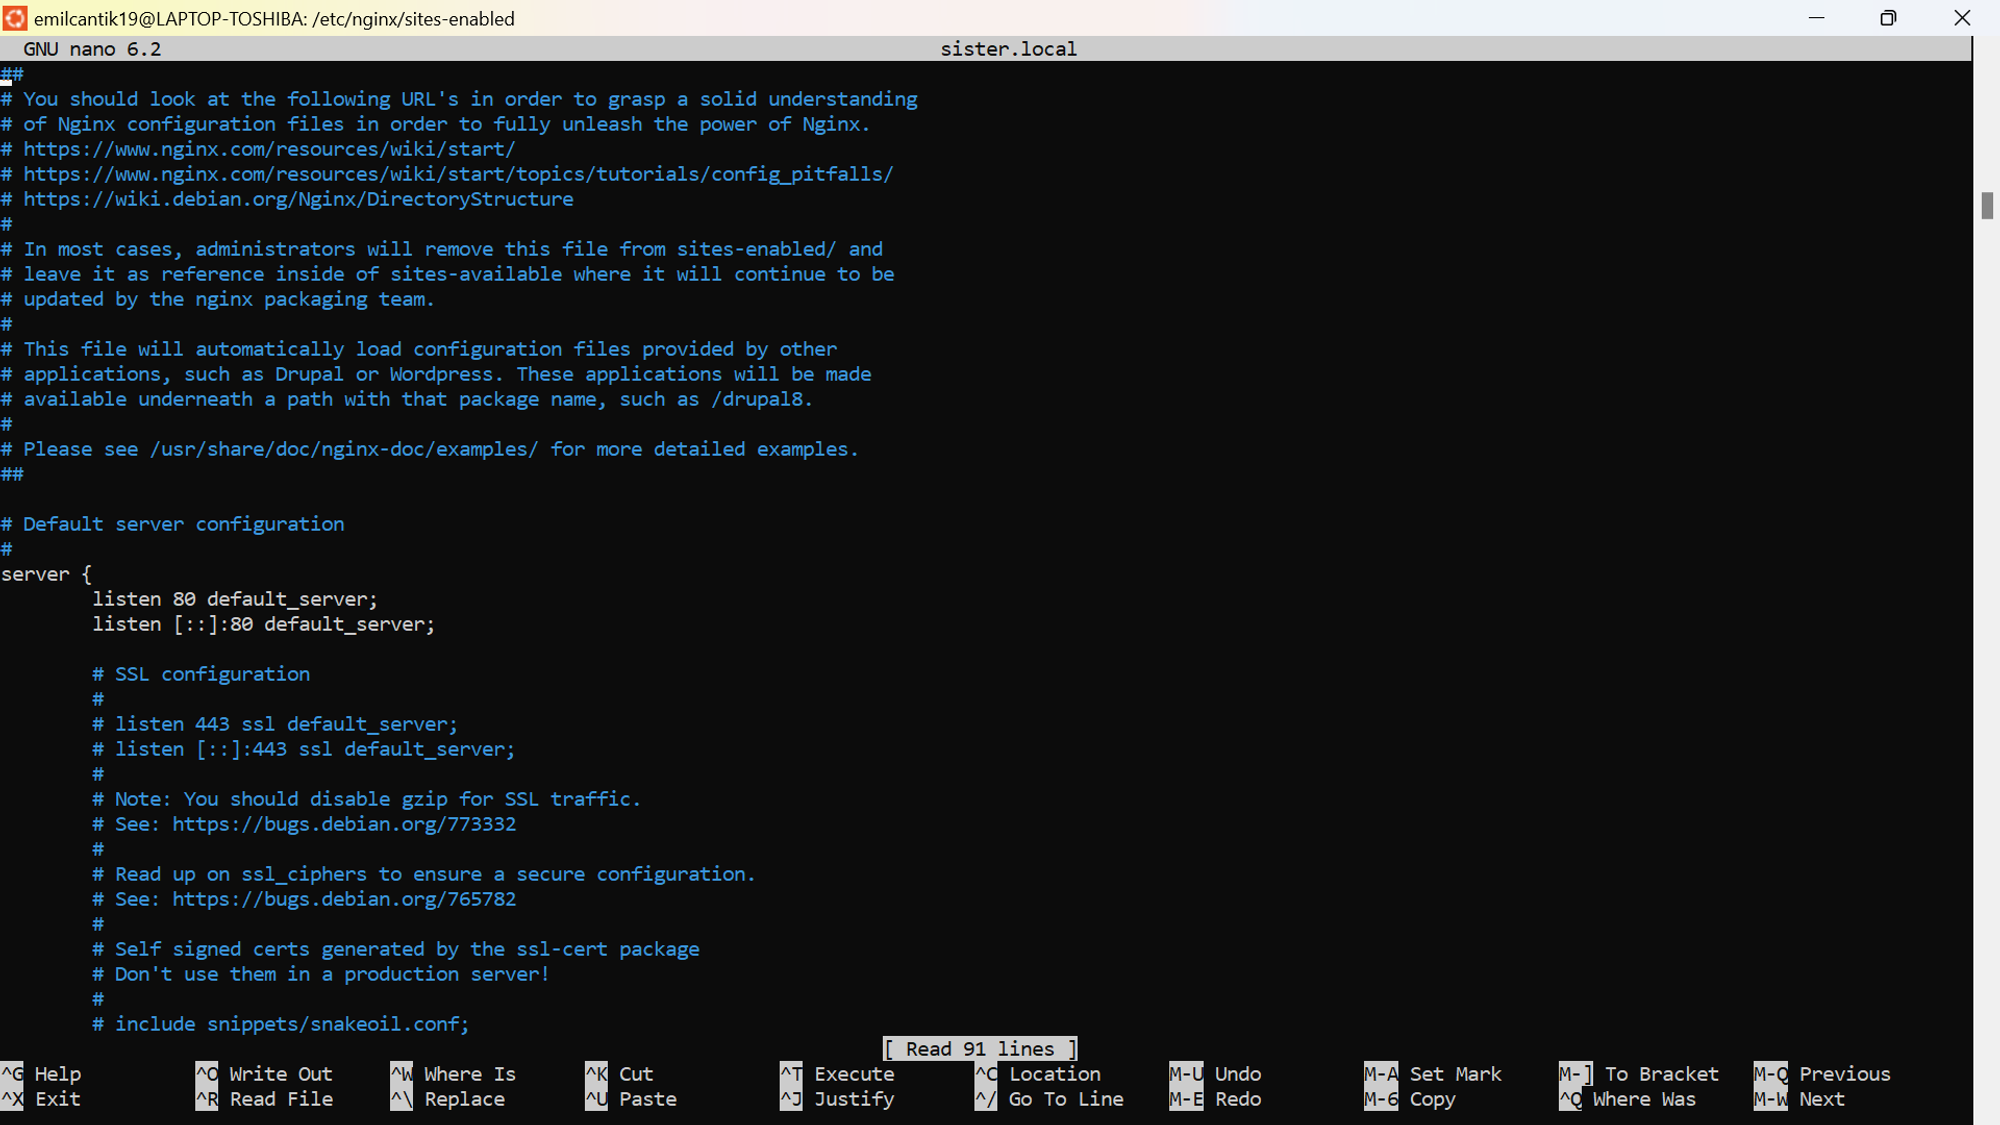 emilcantik19@LAPTOP-TOSHIBA: /etc/nginx/sites-enabled
GNU nano 6.2 sister.local
##
# You should look at the following URL's in order to grasp a solid understanding
# of Nginx configuration files in order to fully unleash the power of Nginx.
# https://www.nginx.com/resources/wiki/start/
# https://www.nginx.com/resources/wiki/start/topics/tutorials/config_pitfalls/
# https://wiki.debian.org/Nginx/DirectoryStructure
#
# In most cases, administrators will remove this file from sites-enabled/ and
# leave it as reference inside of sites-available where it will continue to be
# updated by the nginx packaging team.
#
# This file will automatically load configuration files provided by other
# applications, such as Drupal or Wordpress. These applications will be made
# available underneath a path with that package name, such as /drupal8.
#
# Please see /usr/share/doc/nginx-doc/examples/ for more detailed examples.
##
# Default server configuration
#
server {
listen 80 default_server;
listen [::]:80 default_server;
# SSL configuration
#
# listen 443 ssl default_server;
# listen [::]:443 ssl default_server;
#
# Note: You should disable gzip for SSL traffic.
# See: https://bugs.debian.org/773332
#
# Read up on ssl_ciphers to ensure a secure configuration.
# See: https://bugs.debian.org/765782
#
# Self signed certs generated by the ssl-cert package
# Don't use them in a production server!
#
# include snippets/snakeoil.conf;
[ Read 91 lines ]
^G Help ^O Write Out ^W Where Is ^K Cut ^T Execute ^C Location M-U Undo M-A Set Mark M-] To Bracket M-Q Previous
^X Exit ^R Read File ^\ Replace ^U Paste ^J Justify ^/ Go To Line M-E Redo M-6 Copy ^Q Where Was M-W Next